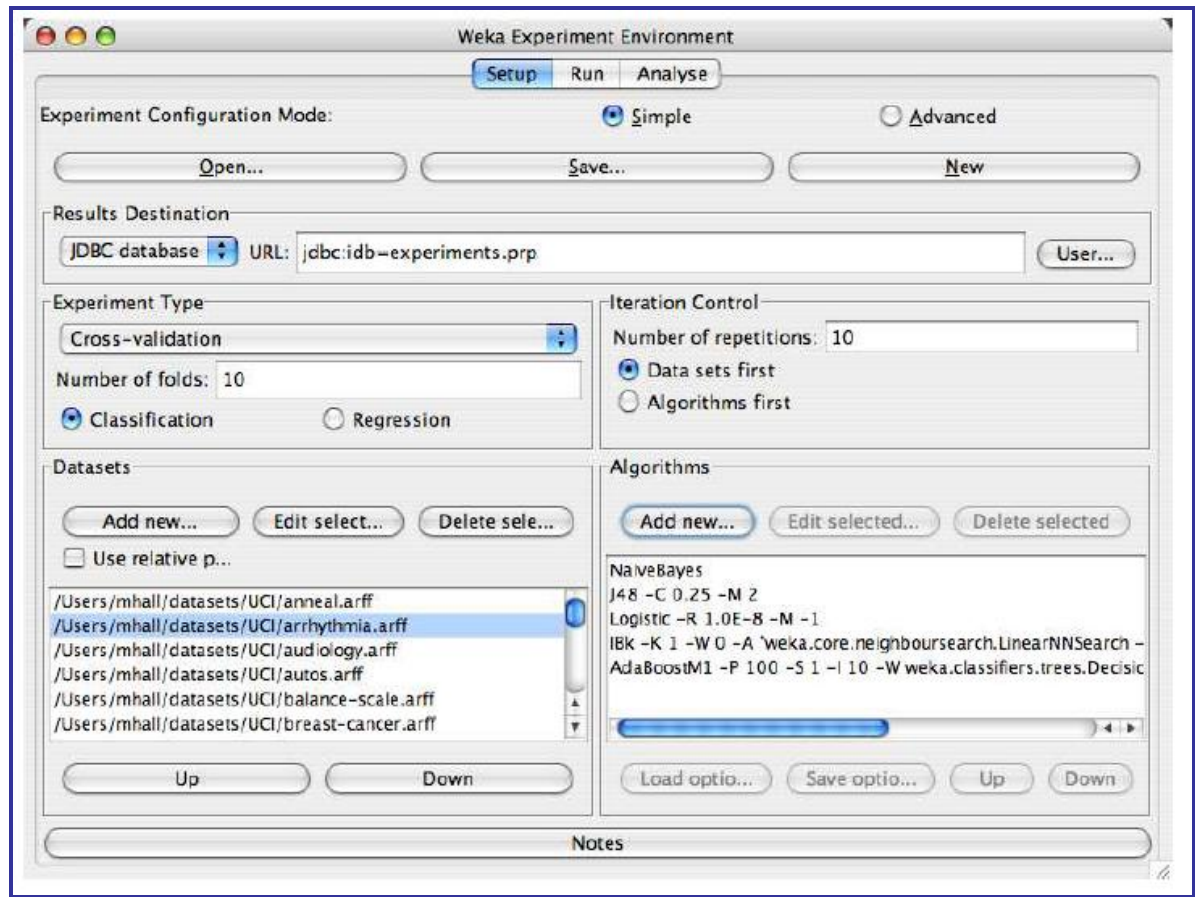 Weka Experiment Environment
Setup Run Analyse
Experiment Configuration Mode: Simple Advanced
Open... Save... New
Results Destination
JDBC database URL: jdbc:idb=experiments.prp User...
Experiment Type
Cross-validation
Number of folds: 10
Classification Regression
Iteration Control
Number of repetitions: 10
Data sets first
Algorithms first
Datasets
Add new... Edit select... Delete sele...
Use relative p...
/Users/mhall/datasets/UCI/anneal.arff
/Users/mhall/datasets/UCI/arrhythmia.arff
/Users/mhall/datasets/UCI/audiology.arff
/Users/mhall/datasets/UCI/autos.arff
/Users/mhall/datasets/UCI/balance-scale.arff
/Users/mhall/datasets/UCI/breast-cancer.arff
Up Down
Algorithms
Add new... Edit selected... Delete selected
NaiveBayes
J48 -C 0.25 -M 2
Logistic -R 1.0E-8 -M -1
IBk -K 1 -W 0 -A "weka.core.neighboursearch.LinearNNSearch -
AdaBoostM1 -P 100 -S 1 -I 10 -W weka.classifiers.trees.Decisic
Load optio... Save optio... Up Down
Notes